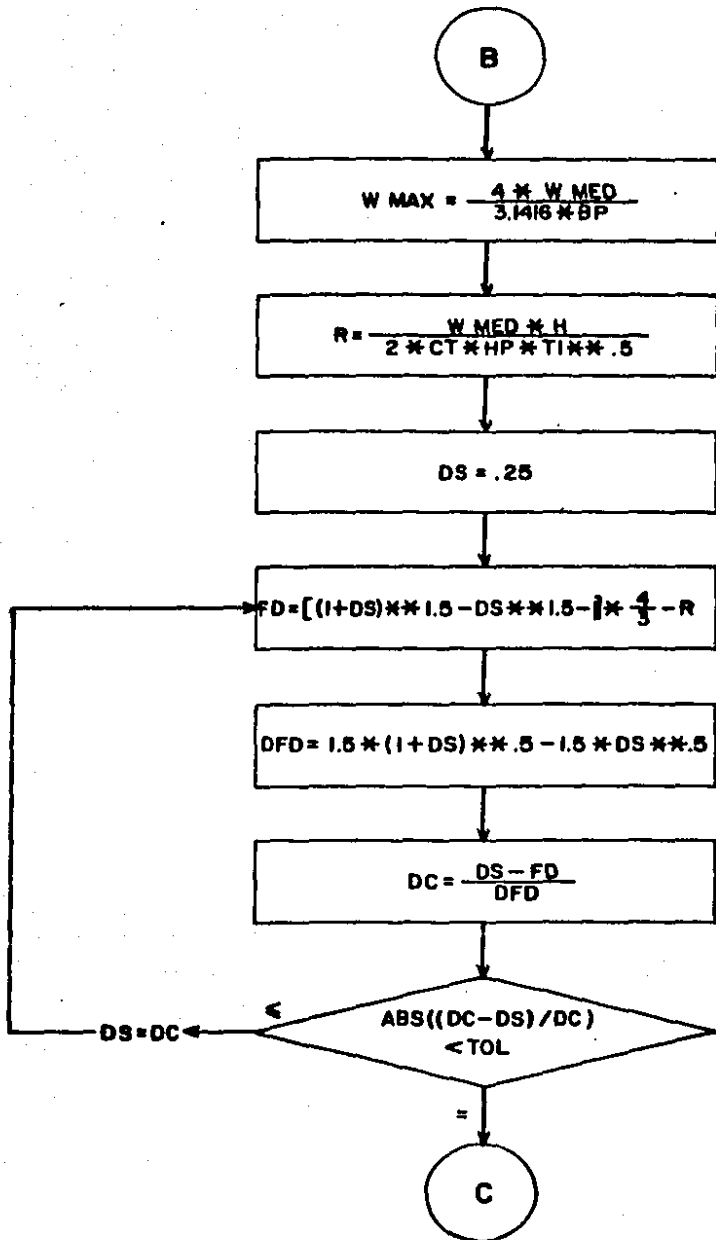 B
W MAX = 4 * W MED
3.1416 * BP
R = W MED * H
2 * CT * HP * TI ** .5
DS = .25
FD = [(1+DS) ** 1.5 - DS ** 1.5 - * 4/3 - R
DFD = 1.5 * (1+DS) ** .5 - 1.5 * DS ** .5
DC = DS - FD
DFD
≤
ABS((DC-DS)/DC)
DS = DC
< TOL
=
C